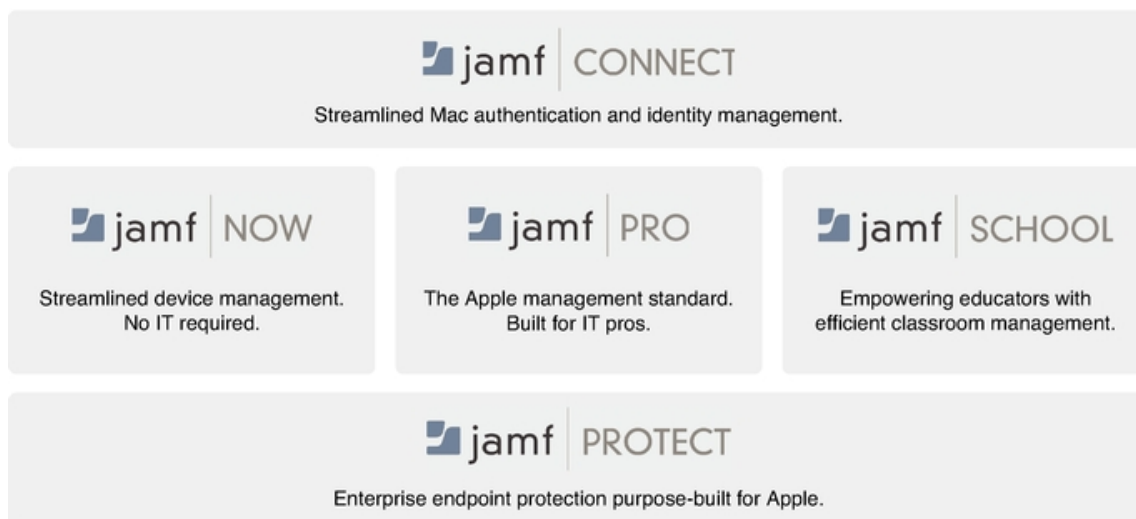 jamf | CONNECT
Streamlined Mac authentication and identity management.
jamf | NOW
Streamlined device management.
No IT required.
jamf | PRO
The Apple management standard.
Built for IT pros.
jamf | SCHOOL
Empowering educators with
efficient classroom management.
jamf | PROTECT
Enterprise endpoint protection purpose-built for Apple.